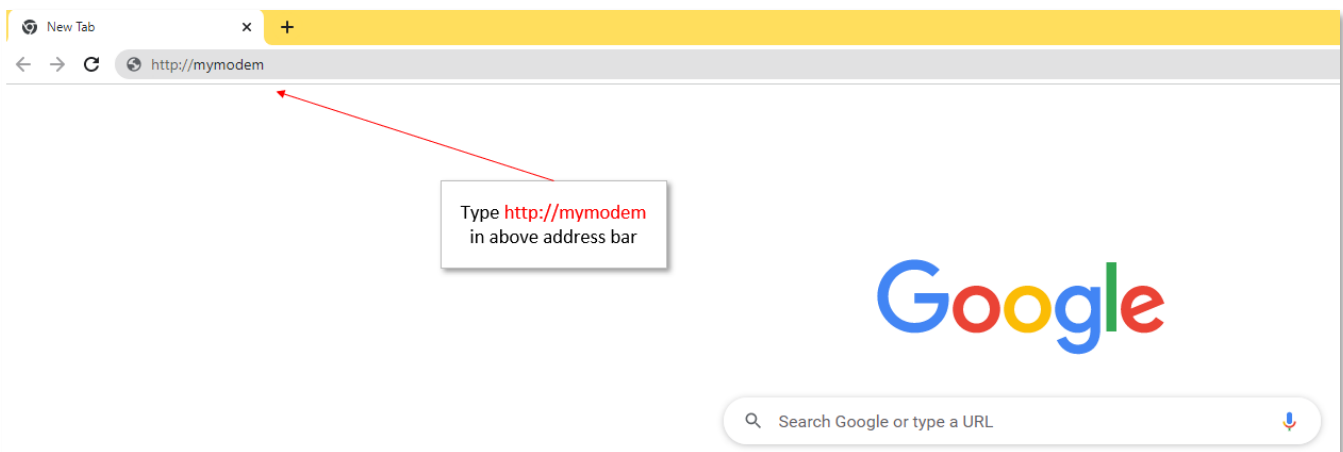 New Tab
http://mymodem
Type http://mymodem
in above address bar
Google
Search Google or type a URL